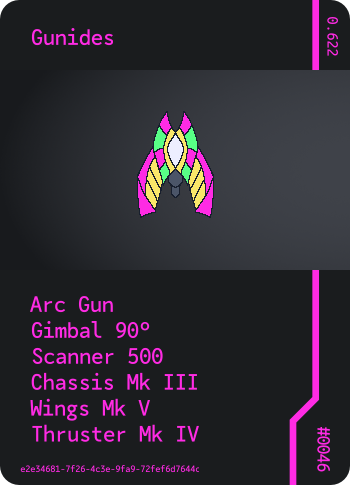 Gunides
0.622
Arc Gun
Gimbal 90°
Scanner 500
Chassis Mk III
Wings Mk V
Thruster Mk IV
#0046
e2e34681-7f26-4c3e-9fa9-72fef6d7644c